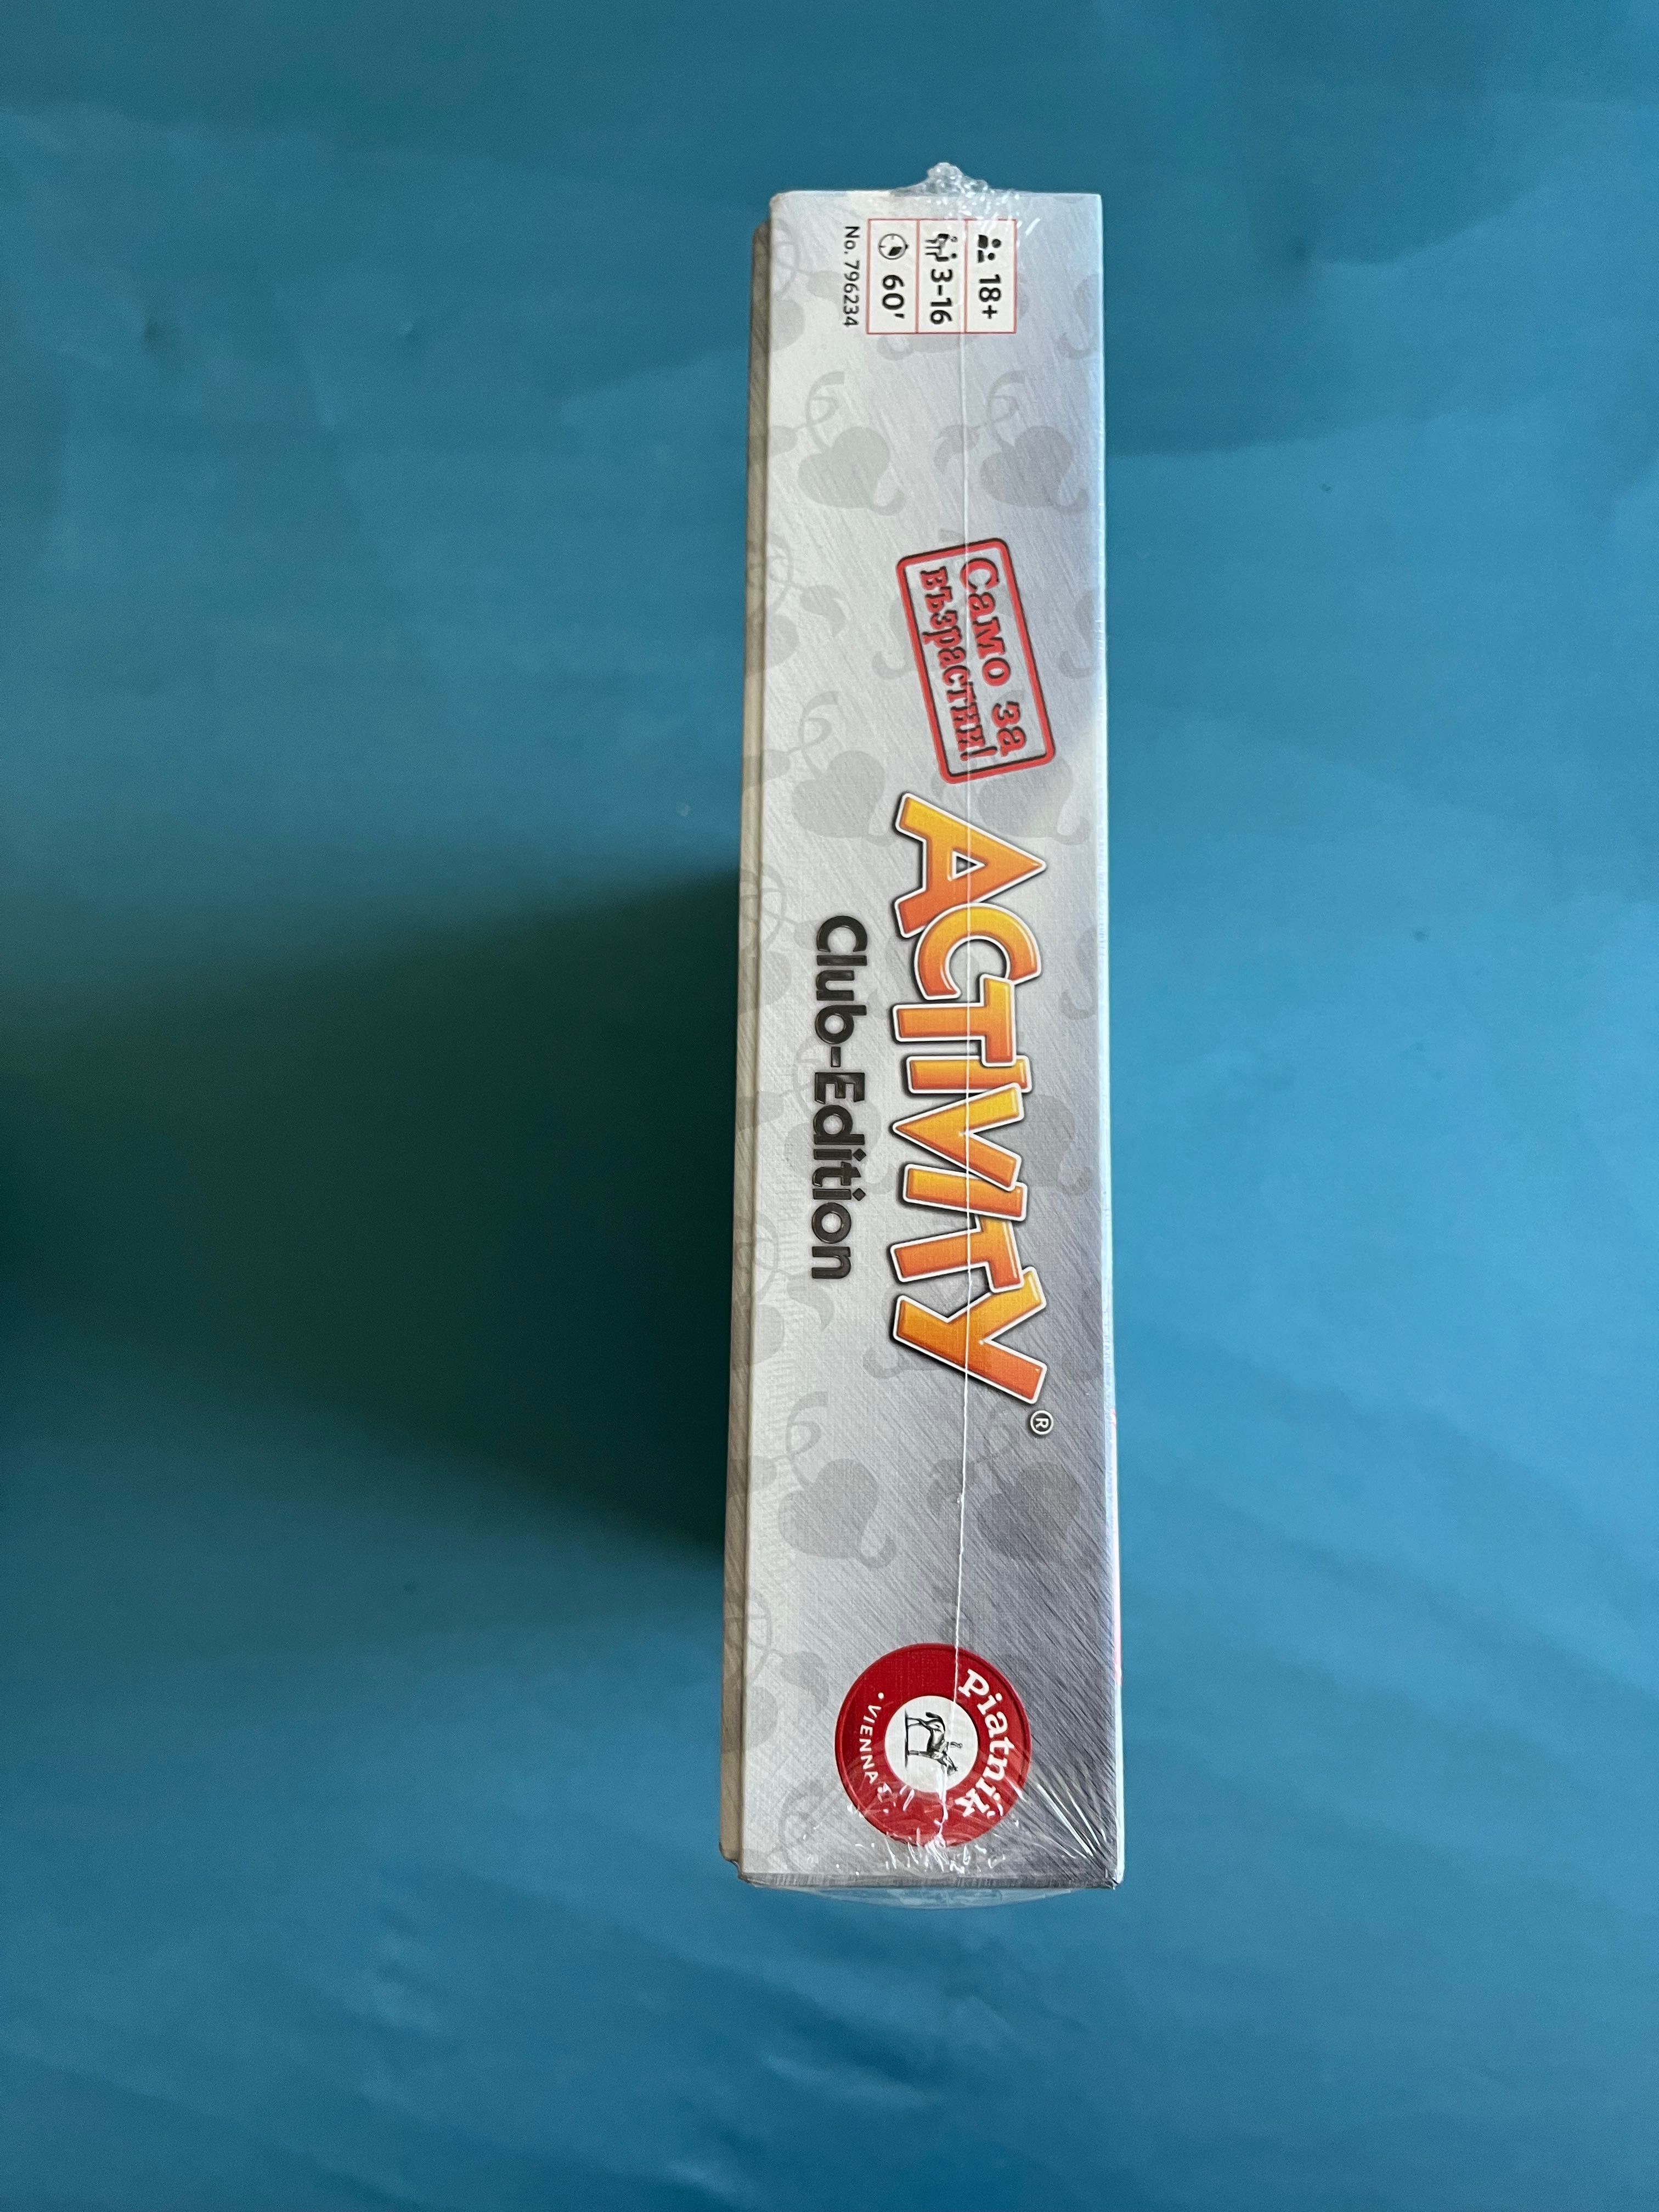 18+
3-16
60'
No. 796234
Само за
възрастни!
ACTIVITY®
Club-Edition
Piatnik
• VIENNA •